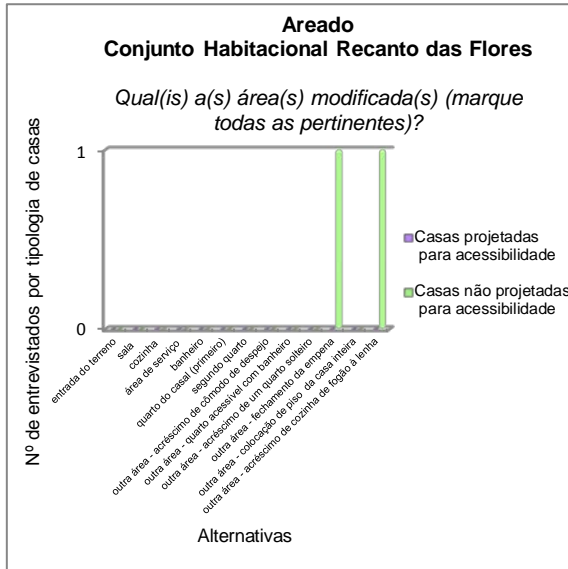 Areado
Conjunto Habitacional Recanto das Flores
Qual(is) a(s) área(s) modificada(s) (marque
todas as pertinentes)?
Nº de entrevistados por tipologia de casas
1
0
Casas projetadas
para acessibilidade
Casas não projetadas
para acessibilidade
entrada do terreno
sala
cozinha
área de serviço
banheiro
quarto do casal (primeiro)
segundo quarto
outra área - acréscimo de cômodo de despejo
outra área - quarto acessível com banheiro
outra área - acréscimo de um quarto solteiro
outra área - fechamento da empena
outra área - colocação de piso da casa inteira
outra área - acréscimo de cozinha de fogão à lenha
Alternativas